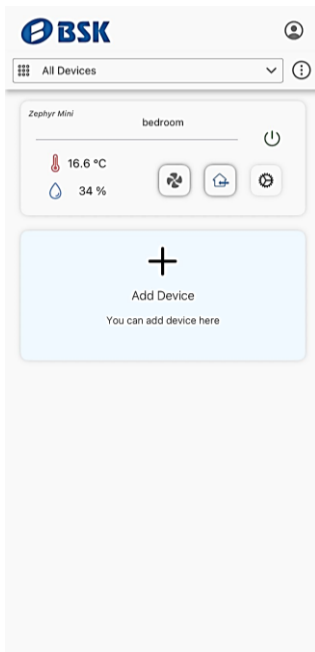 BSK
All Devices
Zephyr Mini
bedroom
16.6 °C
34 %
Add Device
You can add device here